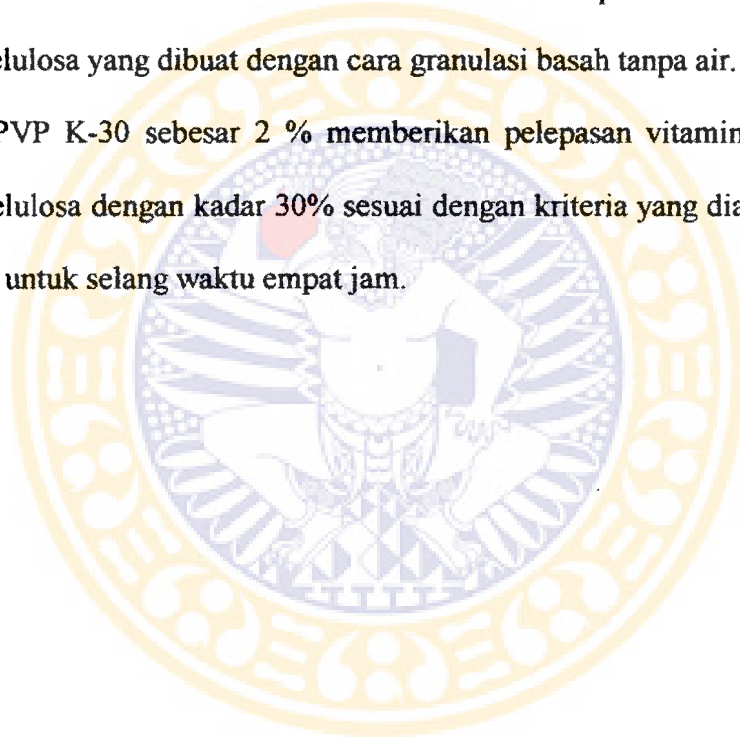 elulosa yang dibuat dengan cara granulasi basah tanpa air.
PVP K-30 sebesar 2 % memberikan pelepasan vitamin
elulosa dengan kadar 30% sesuai dengan kriteria yang dia
untuk selang waktu empat jam.